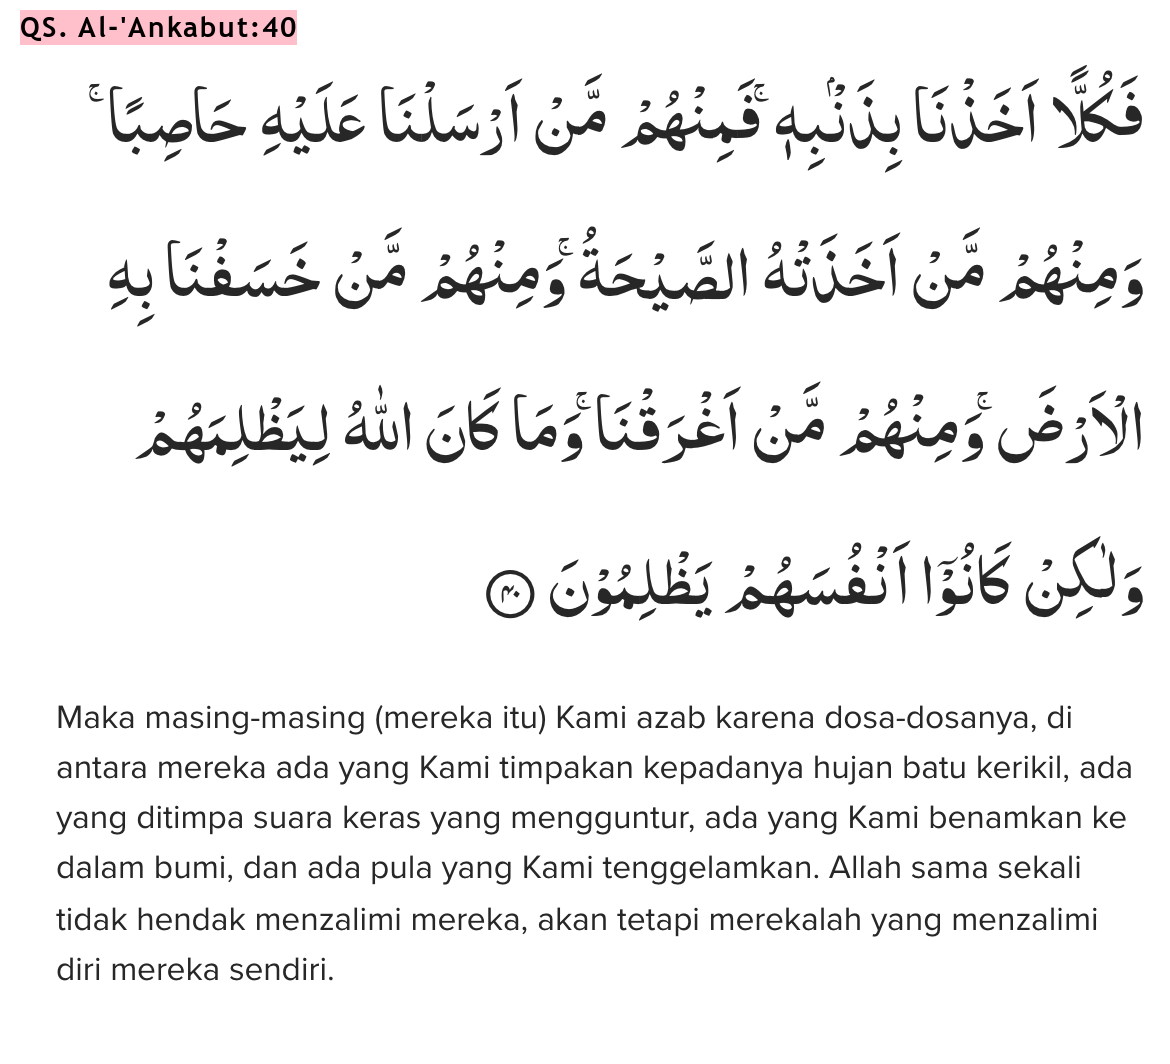 QS. Al-'Ankabut:40
فَكُلًّا اَخَذْنَا بِذَنْۢبِهٖۙ فَمِنْهُمْ مَّنْ اَرْسَلْنَا عَلَيْهِ حَاصِبًا ۚ
وَمِنْهُمْ مَّنْ اَخَذَتْهُ الصَّيْحَةُ ۚوَمِنْهُمْ مَّنْ خَسَفْنَا بِهِ
الْاَرْضَ ۚوَمِنْهُمْ مَّنْ اَغْرَقْنَا ۚوَمَا كَانَ اللّٰهُ لِيَظْلِمَهُمْ
وَلٰكِنْ كَانُوْٓا اَنْفُسَهُمْ يَظْلِمُوْنَ ۝٤٠
Maka masing-masing (mereka itu) Kami azab karena dosa-dosanya, di
antara mereka ada yang Kami timpakan kepadanya hujan batu kerikil, ada
yang ditimpa suara keras yang mengguntur, ada yang Kami benamkan ke
dalam bumi, dan ada pula yang Kami tenggelamkan. Allah sama sekali
tidak hendak menzalimi mereka, akan tetapi merekalah yang menzalimi
diri mereka sendiri.